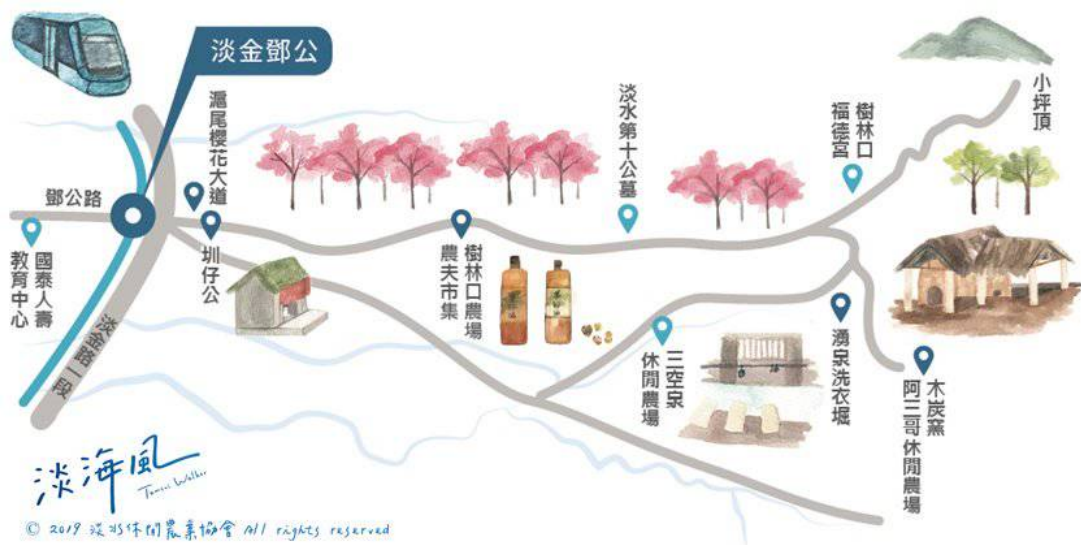 淡金鄧公
滬尾櫻花大道
鄧公路
國泰人壽
教育中心
淡金路一段
圳仔公
樹林口農場
農夫市集
淡水第十公墓
樹林口
福德宮
小坪頂
三空泉
休閒農場
湧泉洗衣堀
木炭窯
阿三哥休閒農場
淡海風
Tamsui Walker
© 2019 淡水休閒農業協會 All rights reserved